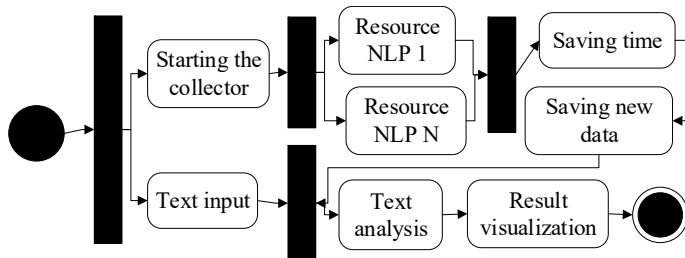 Starting the
collector
Resource
NLP 1
Resource
NLP N
Saving time
Saving new
data
Text input
Text
analysis
Result
visualization